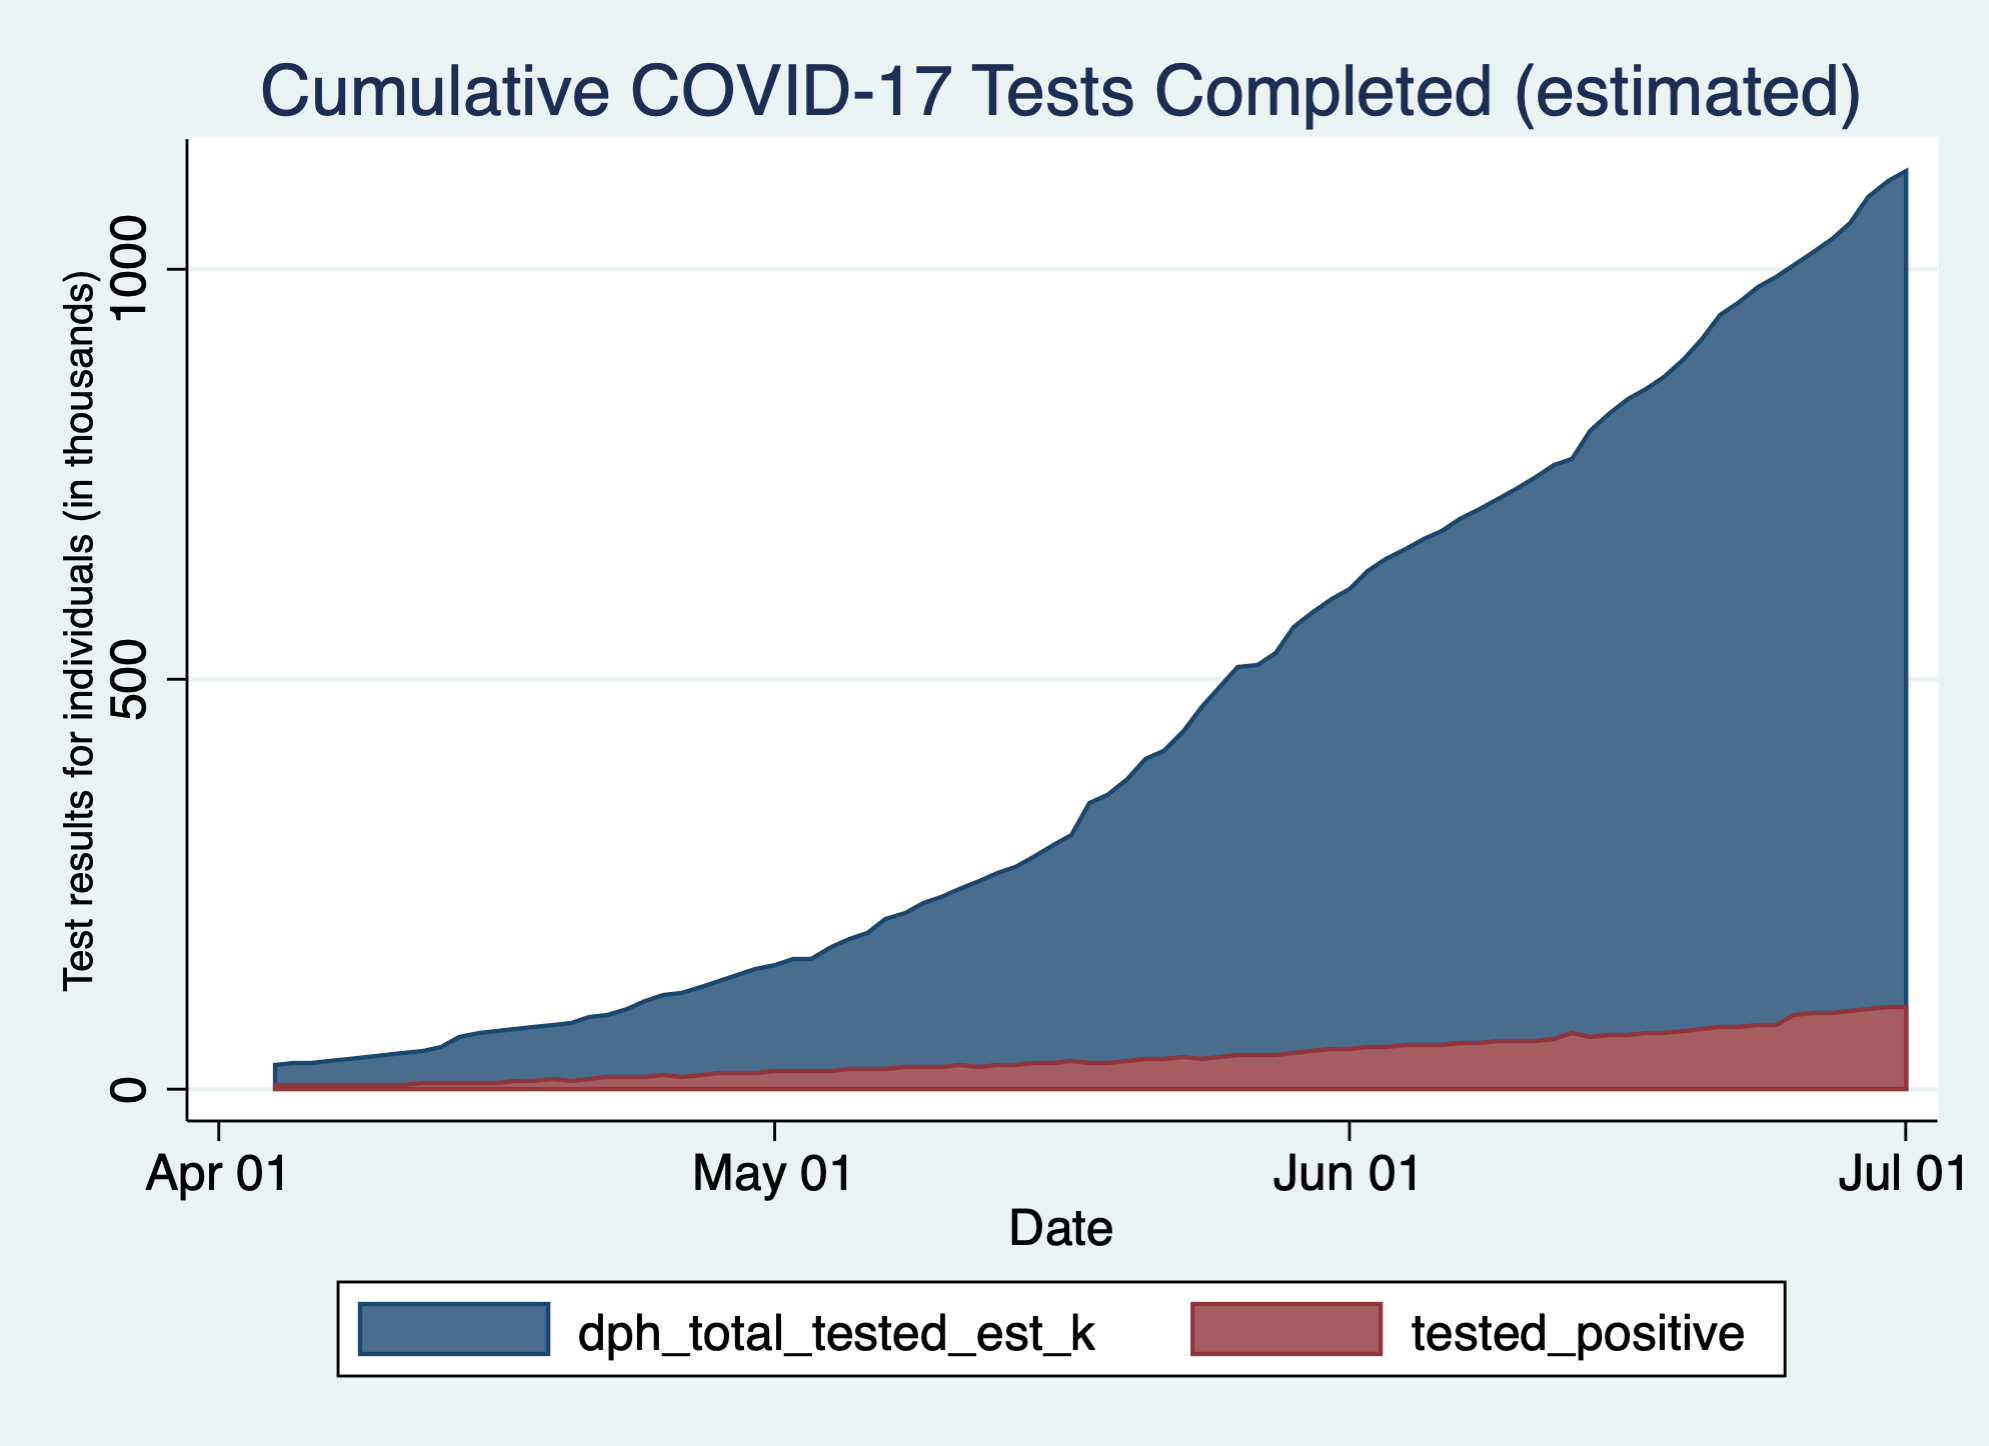 Cumulative COVID-17 Tests Completed (estimated)
Test results for individuals (in thousands)
1000
500
0
Apr 01 May 01 Jun 01 Jul 01
Date
dph_total_tested_est_k tested_positive